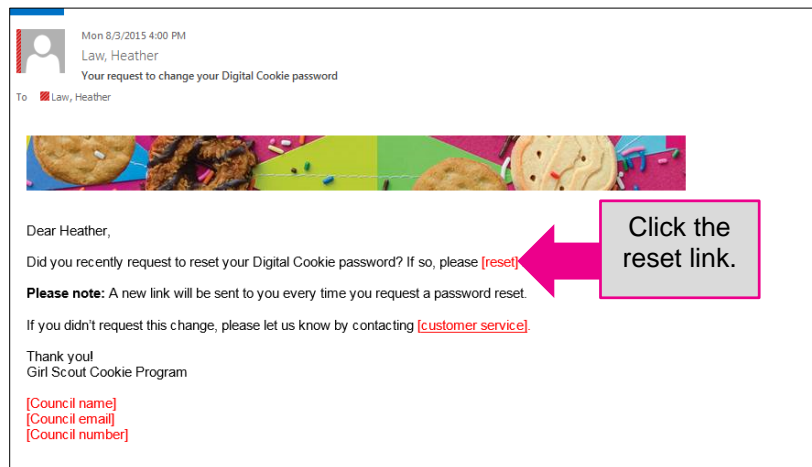 Mon 8/3/2015 4:00 PM
Law, Heather
Your request to change your Digital Cookie password
To Law, Heather
Dear Heather,
Did you recently request to reset your Digital Cookie password? If so, please [reset]
Click the
reset link.
Please note: A new link will be sent to you every time you request a password reset.
If you didn't request this change, please let us know by contacting [customer service].
Thank you!
Girl Scout Cookie Program
[Council name]
[Council email]
[Council number]